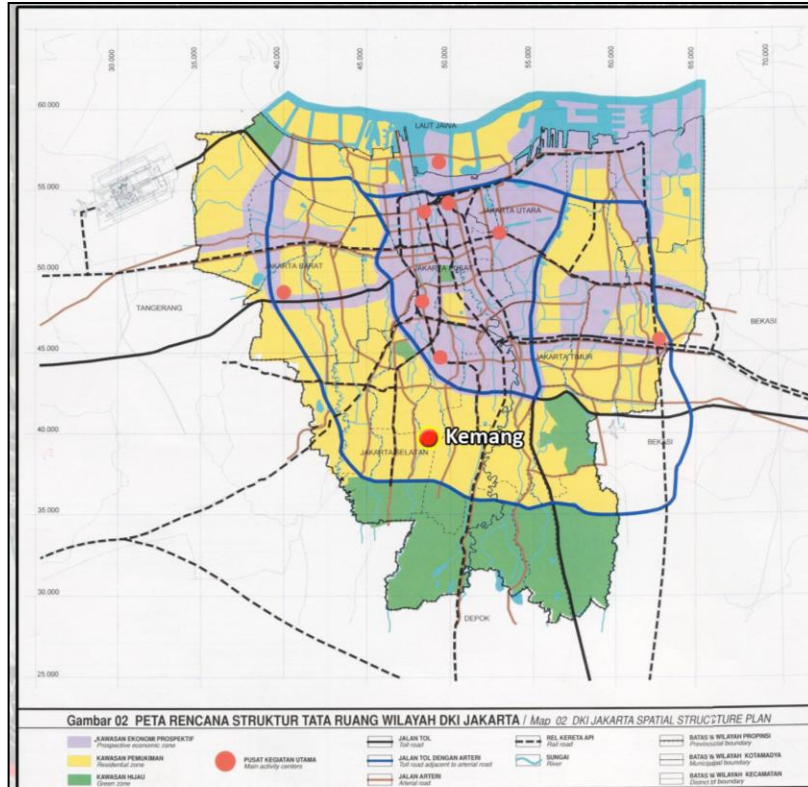 30.000
35.000
40.000
45.000
50.000
55.000
60.000
65.000
70.000
60.000
LAUT JAWA
55.000
JAKARTA UTARA
50.000
JAKARTA BARAT
JAKARTA PUSAT
TANGERANG
BEKASI
45.000
JAKARTA TIMUR
40.000
Kemang
JAKARTA SELATAN
BEKASI
35.000
30.000
DEPOK
25.000
Gambar 02 PETA RENCANA STRUKTUR TATA RUANG WILAYAH DKI JAKARTA / Map 02 DKI JAKARTA SPATIAL STRUCTURE PLAN
KAWASAN EKONOMI PROSPEKTIF
Prospective economic zone
KAWASAN PEMUKIMAN
Residential zone
KAWASAN HIJAU
Green zone
PUSAT KEGIATAN UTAMA
Main activity centers
JALAN TOL
Toll road
JALAN TOL DENGAN ARTERI
Toll road adjacent to arterial road
JALAN ARTERI
Arterial road
REL KERETA API
Rail road
SUNGAI
River
BATAS WILAYAH PROPINSI
Provinsional boundary
BATAS WILAYAH KOTAMADYA
Municipal boundary
BATAS WILAYAH KECAMATAN
District boundary